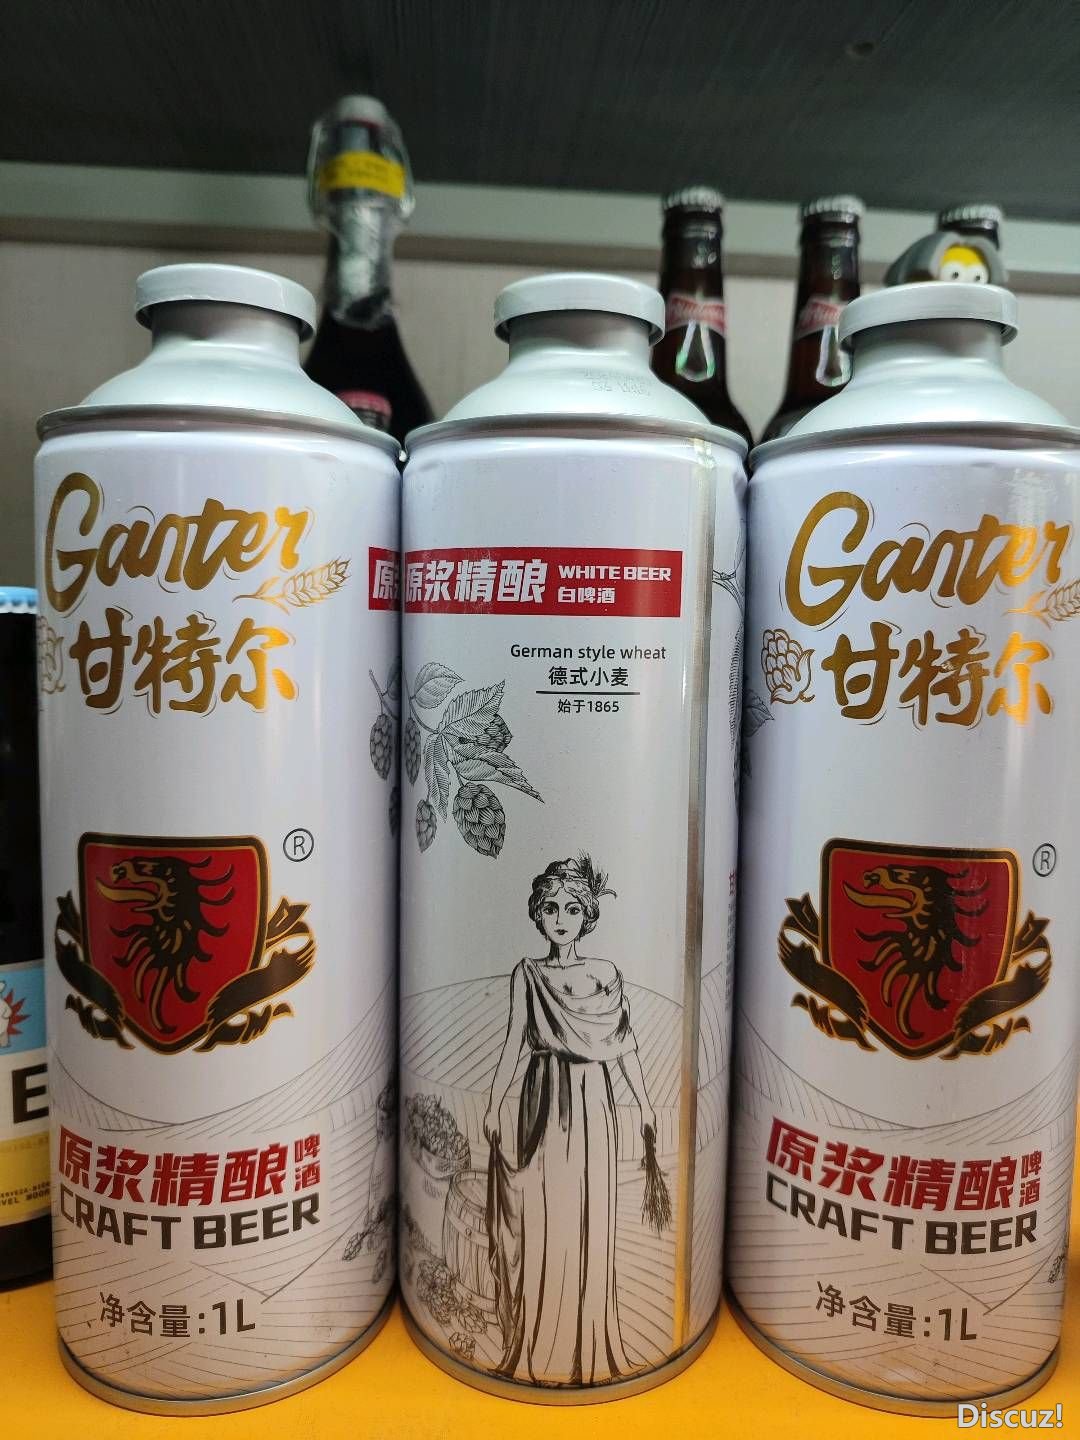 Ganter
甘特尔
®
原浆精酿啤酒
CRAFT BEER
净含量:1L
原浆精酿 WHITE BEER
白啤酒
German style wheat
德式小麦
始于1865
Ganter
甘特尔
®
原浆精酿啤酒
CRAFT BEER
净含量:1L
Discuz!